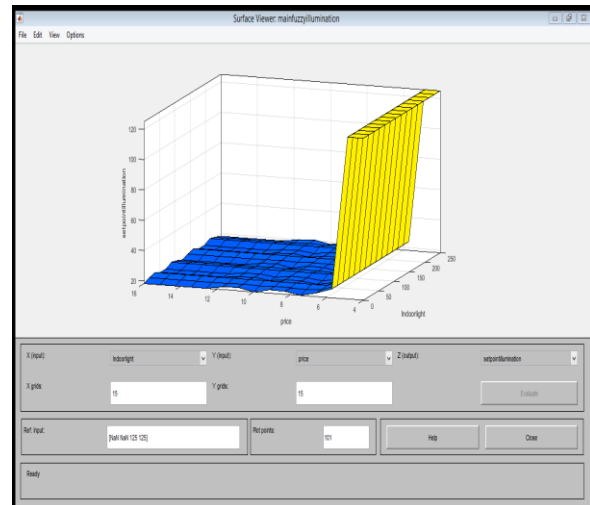 Surface Viewer: mainfuzzyillumination
File Edit View Options
120
100
80
60
40
20
setpointillumination
16 14 12 10 8 6 4
price
0 50 100 150 200 250
Indoorlight
X (input): Indoorlight Y (input): price Z (output): setpointillumination
X grids: 15 Y grids: 15 Evaluate
Ref. Input: [NaN NaN 125 125] Plot points: 101 Help Close
Ready